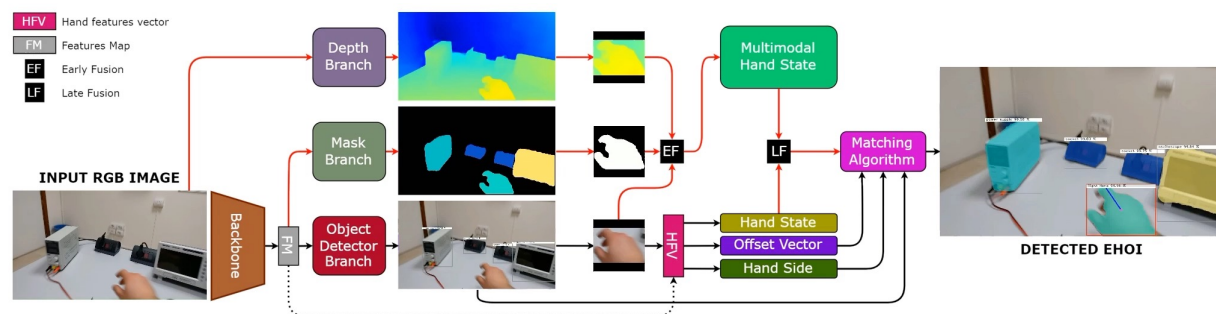 HFV Hand features vector
FM Features Map
EF Early Fusion
LF Late Fusion
INPUT RGB IMAGE
Backbone
FM
Depth
Branch
Mask
Branch
Object
Detector
Branch
EF
HFV
Multimodal
Hand State
LF
Hand State
Offset Vector
Hand Side
Matching
Algorithm
DETECTED EHOI